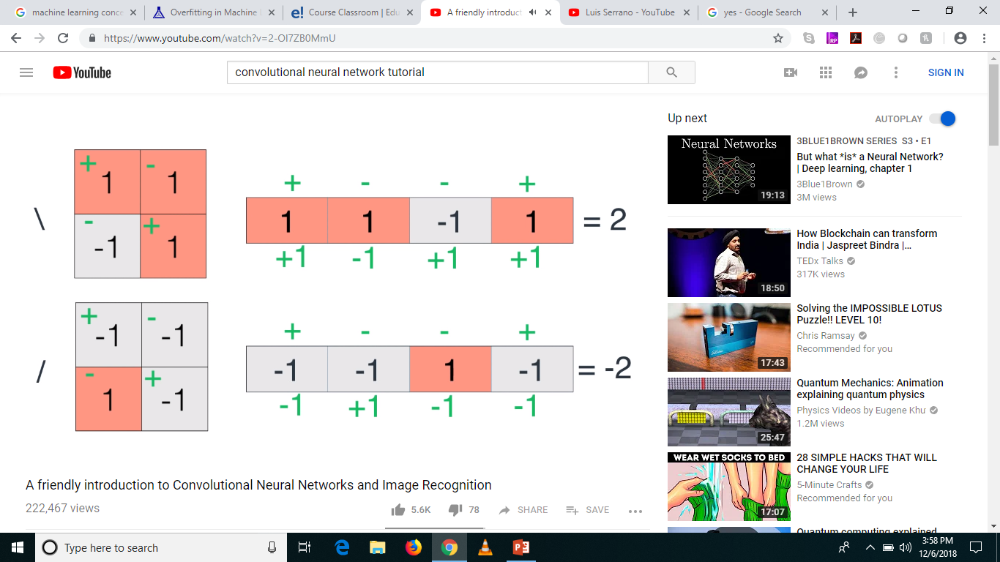 machine learning conce
Overfitting in Machine
Course Classroom | Edu
A friendly introduct
Luis Serrano - YouTube
yes - Google Search
https://www.youtube.com/watch?v=2-OI7ZB0MmU
YouTube
convolutional neural network tutorial
SIGN IN
\
+ 1 - 1
- -1 + 1
+ - - +
1 1 -1 1 = 2
+1 -1 +1 +1
/
+ -1 - -1
- 1 + -1
+ - - +
-1 -1 1 -1 = -2
-1 +1 -1 -1
A friendly introduction to Convolutional Neural Networks and Image Recognition
222,467 views
5.6K 78 SHARE SAVE
Up next
AUTOPLAY
Neural Networks
19:13
3BLUE1BROWN SERIES S3 • E1
But what *is* a Neural Network?
| Deep learning, chapter 1
3Blue1Brown
3M views
18:50
How Blockchain can transform
India | Jaspreet Bindra |...
TEDx Talks
317K views
17:43
Solving the IMPOSSIBLE LOTUS
Puzzle!! LEVEL 10!
Chris Ramsay
Recommended for you
25:47
Quantum Mechanics: Animation
explaining quantum physics
Physics Videos by Eugene Khu
1.2M views
WEAR WET SOCKS TO BED
17:07
28 SIMPLE HACKS THAT WILL
CHANGE YOUR LIFE
5-Minute Crafts
Recommended for you
Quantum computing explained
Type here to search
3:58 PM
12/6/2018